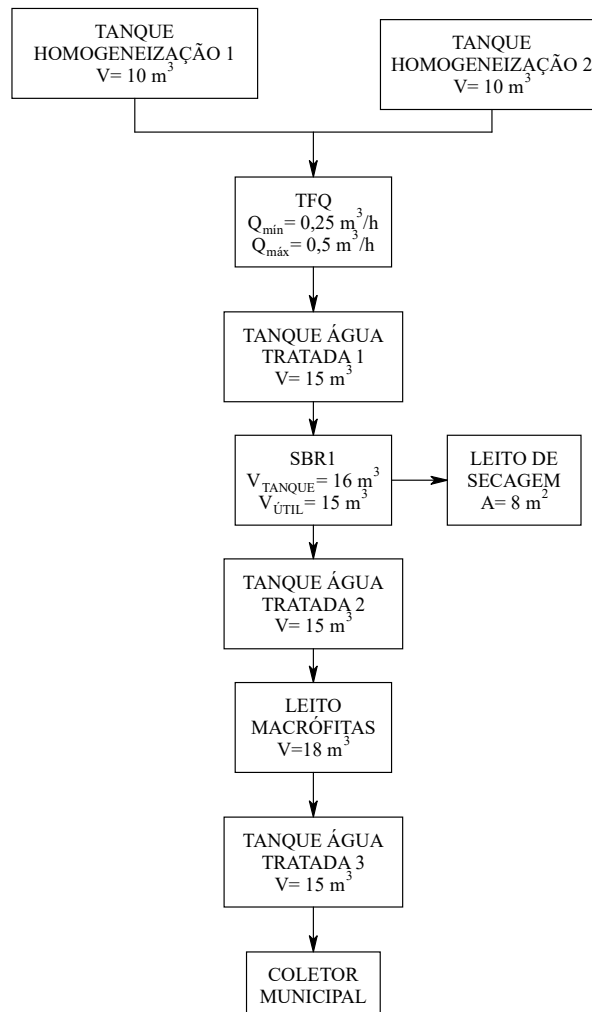 TANQUE
HOMOGENEIZAÇÃO 1
V= 10 m³
TANQUE
HOMOGENEIZAÇÃO 2
V= 10 m³
TFQ
Qmín= 0,25 m³/h
Qmáx= 0,5 m³/h
TANQUE ÁGUA
TRATADA 1
V= 15 m³
SBR1
VTANQUE= 16 m³
VÚTIL= 15 m³
LEITO DE
SECAGEM
A= 8 m²
TANQUE ÁGUA
TRATADA 2
V= 15 m³
LEITO
MACRÓFITAS
V=18 m³
TANQUE ÁGUA
TRATADA 3
V= 15 m³
COLETOR
MUNICIPAL